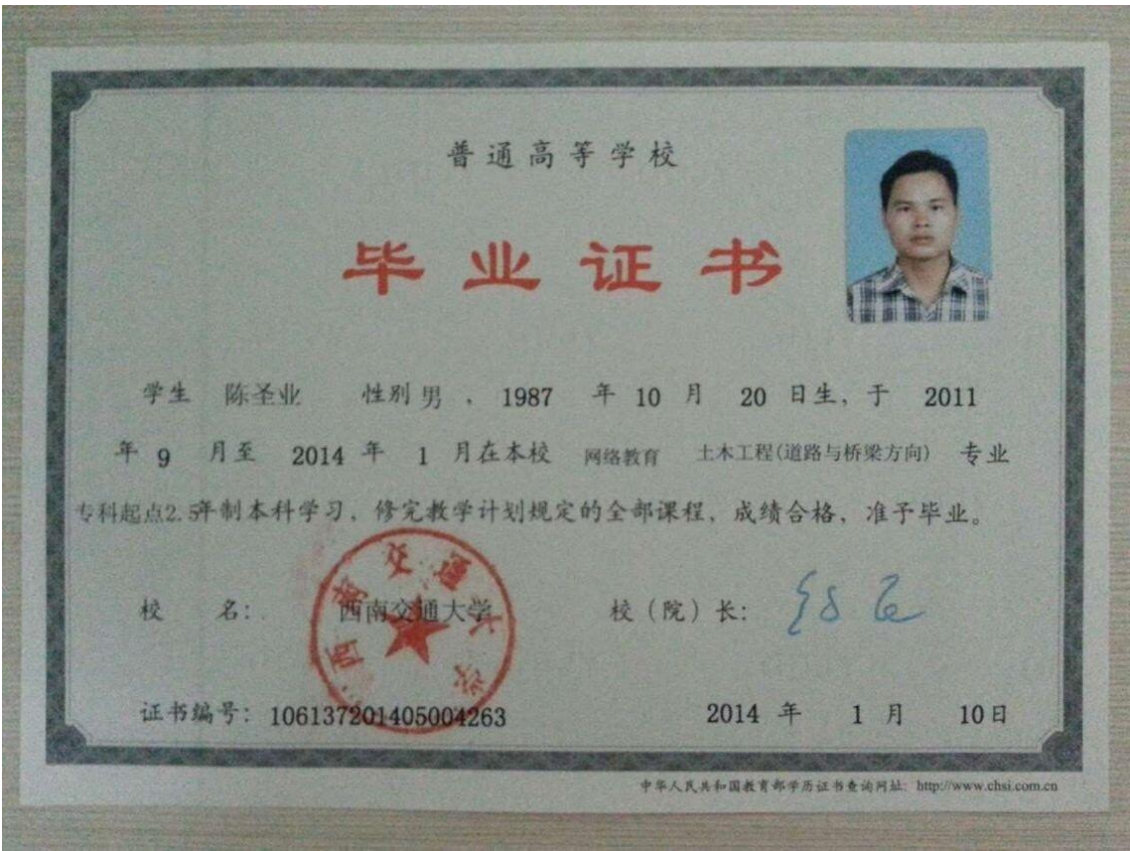 普通高等学校
毕业证书
学生 陈圣业 性别 男 ， 1987 年 10 月 20 日生，于 2011
年 9 月至 2014 年 1 月在本校 网络教育 土木工程(道路与桥梁方向) 专业
专科起点2.5年制本科学习，修完教学计划规定的全部课程，成绩合格，准予毕业。
校 名： 西南交通大学 校（院）长：
西南交通大学
证书编号： 106137201405004263 2014 年 1 月 10日
中华人民共和国教育部学历证书查询网址：http://www.chsi.com.cn